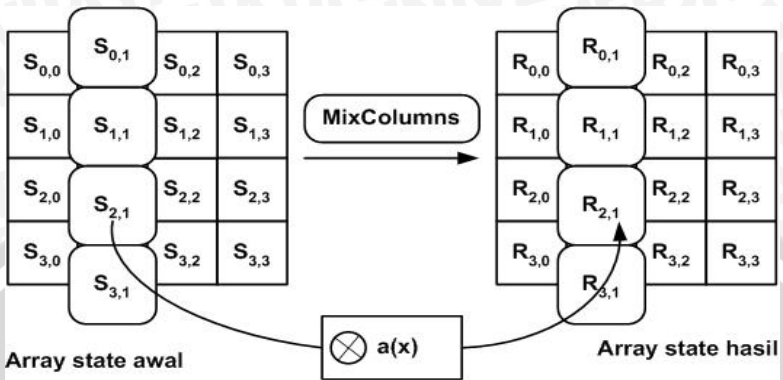 S0,0 S0,1 S0,2 S0,3
S1,0 S1,1 S1,2 S1,3
S2,0 S2,1 S2,2 S2,3
S3,0 S3,1 S3,2 S3,3
Array state awal
MixColumns
a(x)
R0,0 R0,1 R0,2 R0,3
R1,0 R1,1 R1,2 R1,3
R2,0 R2,1 R2,2 R2,3
R3,0 R3,1 R3,2 R3,3
Array state hasil